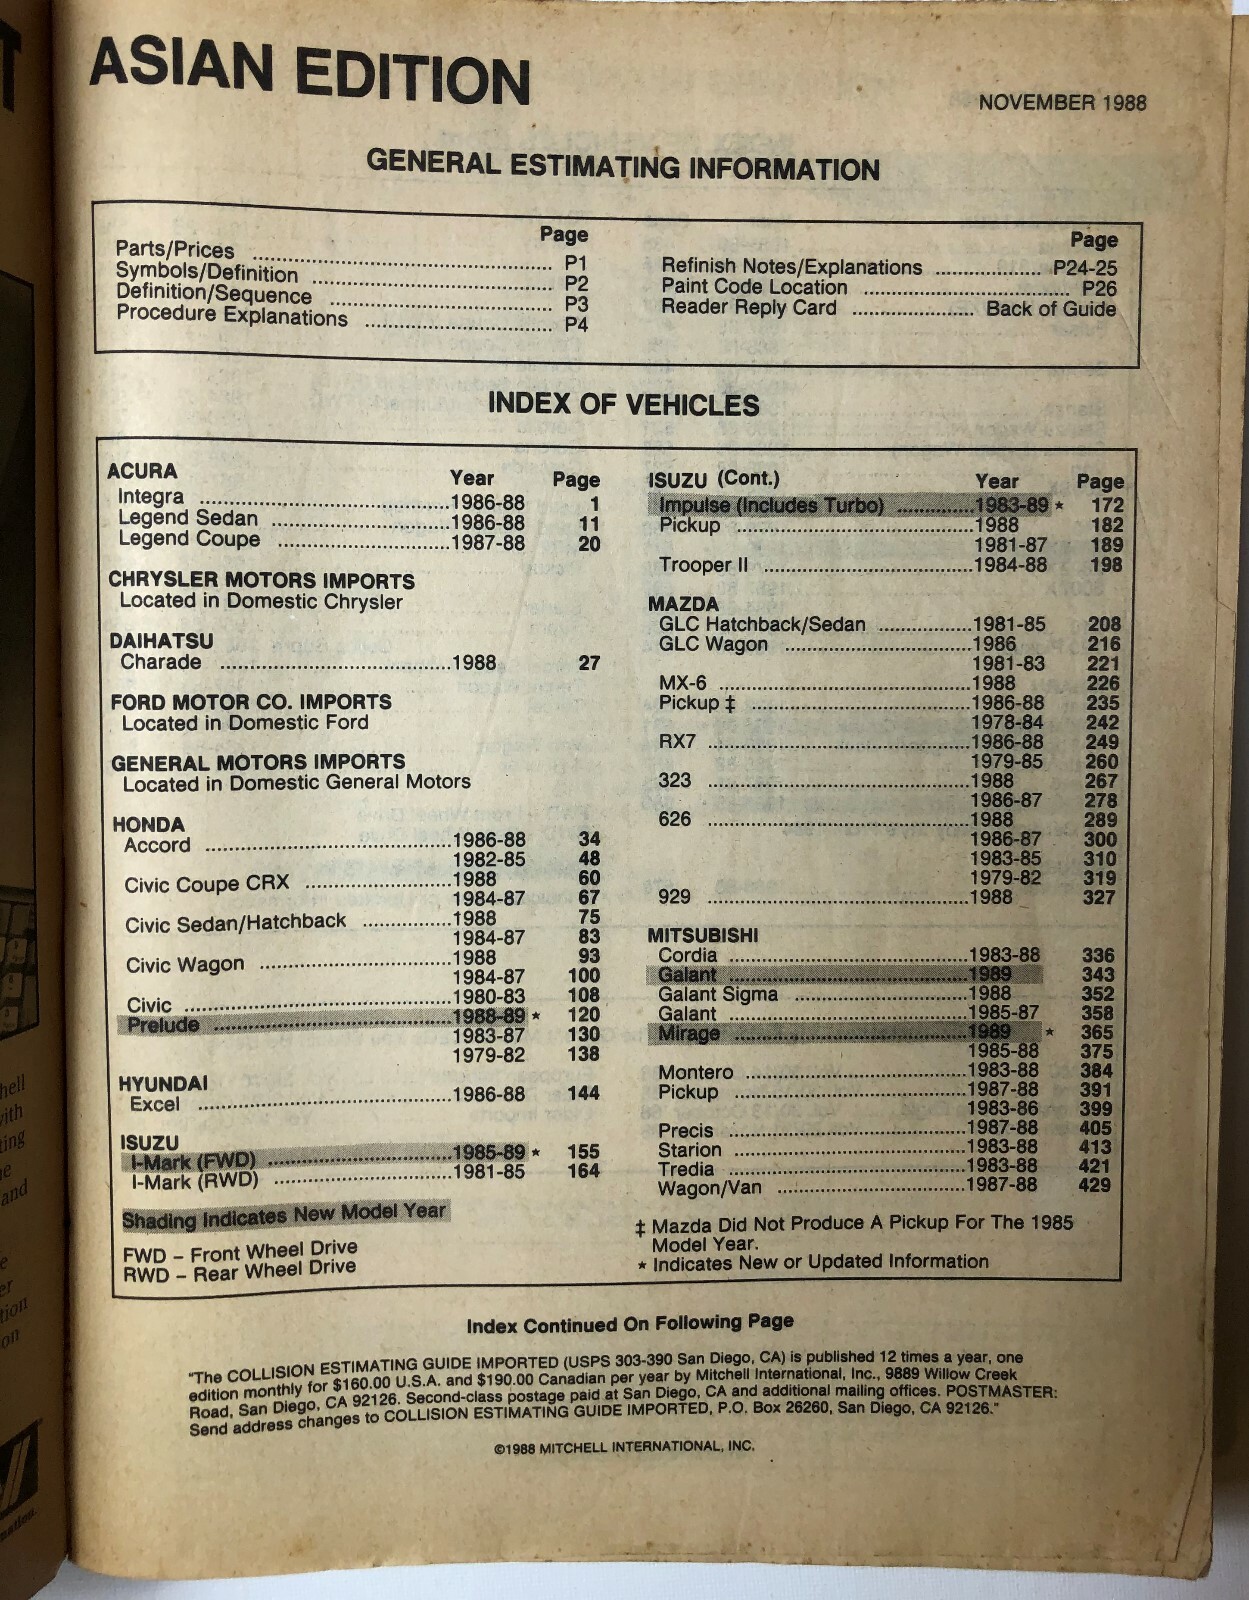 ASIAN EDITION
NOVEMBER 1988
GENERAL ESTIMATING INFORMATION
Page
Parts/Prices ........ P1
Symbols/Definition ........ P2
Definition/Sequence ........ P3
Procedure Explanations ........ P4
Page
Refinish Notes/Explanations ........ P24-25
Paint Code Location ........ P26
Reader Reply Card ........ Back of Guide
INDEX OF VEHICLES
ACURA Year Page
Integra ........ 1986-88 1
Legend Sedan ........ 1986-88 11
Legend Coupe ........ 1987-88 20
CHRYSLER MOTORS IMPORTS
Located in Domestic Chrysler
DAIHATSU
Charade ........ 1988 27
FORD MOTOR CO. IMPORTS
Located in Domestic Ford
GENERAL MOTORS IMPORTS
Located in Domestic General Motors
HONDA
Accord ........ 1986-88 34
1982-85 48
Civic Coupe CRX ........ 1988 60
1984-87 67
Civic Sedan/Hatchback ........ 1988 75
1984-87 83
Civic Wagon ........ 1988 93
1984-87 100
Civic ........ 1980-83 108
Prelude ........ 1988-89 * 120
1983-87 130
1979-82 138
HYUNDAI
Excel ........ 1986-88 144
ISUZU
I-Mark (FWD) ........ 1985-89 * 155
I-Mark (RWD) ........ 1981-85 164
Shading Indicates New Model Year
FWD – Front Wheel Drive
RWD – Rear Wheel Drive
ISUZU (Cont.) Year Page
Impulse (Includes Turbo) ........ 1983-89 * 172
Pickup ........ 1988 182
1981-87 189
Trooper II ........ 1984-88 198
MAZDA
GLC Hatchback/Sedan ........ 1981-85 208
GLC Wagon ........ 1986 216
1981-83 221
MX-6 ........ 1988 226
Pickup ‡ ........ 1986-88 235
1978-84 242
RX7 ........ 1986-88 249
1979-85 260
323 ........ 1988 267
1986-87 278
626 ........ 1988 289
1986-87 300
1983-85 310
1979-82 319
929 ........ 1988 327
MITSUBISHI
Cordia ........ 1983-88 336
Galant ........ 1989 343
Galant Sigma ........ 1988 352
Galant ........ 1985-87 358
Mirage ........ 1989 * 365
1985-88 375
Montero ........ 1983-88 384
Pickup ........ 1987-88 391
1983-86 399
Precis ........ 1987-88 405
Starion ........ 1983-88 413
Tredia ........ 1983-88 421
Wagon/Van ........ 1987-88 429
‡ Mazda Did Not Produce A Pickup For The 1985
Model Year.
* Indicates New or Updated Information
Index Continued On Following Page
"The COLLISION ESTIMATING GUIDE IMPORTED (USPS 303-390 San Diego, CA) is published 12 times a year, one
edition monthly for $160.00 U.S.A. and $190.00 Canadian per year by Mitchell International, Inc., 9889 Willow Creek
Road, San Diego, CA 92126. Second-class postage paid at San Diego, CA and additional mailing offices. POSTMASTER:
Send address changes to COLLISION ESTIMATING GUIDE IMPORTED, P.O. Box 26260, San Diego, CA 92126."
©1988 MITCHELL INTERNATIONAL, INC.